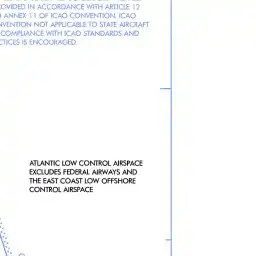 OVIDED IN ACCORDANCE WITH ARTICLE 12
ANNEX 11 OF ICAO CONVENTION. ICAO
NVENTION NOT APPLICABLE TO STATE AIRCRAFT
COMPLIANCE WITH ICAO STANDARDS AND
CTICES IS ENCOURAGED.
ATLANTIC LOW CONTROL AIRSPACE
EXCLUDES FEDERAL AIRWAYS AND
THE EAST COAST LOW OFFSHORE
CONTROL AIRSPACE